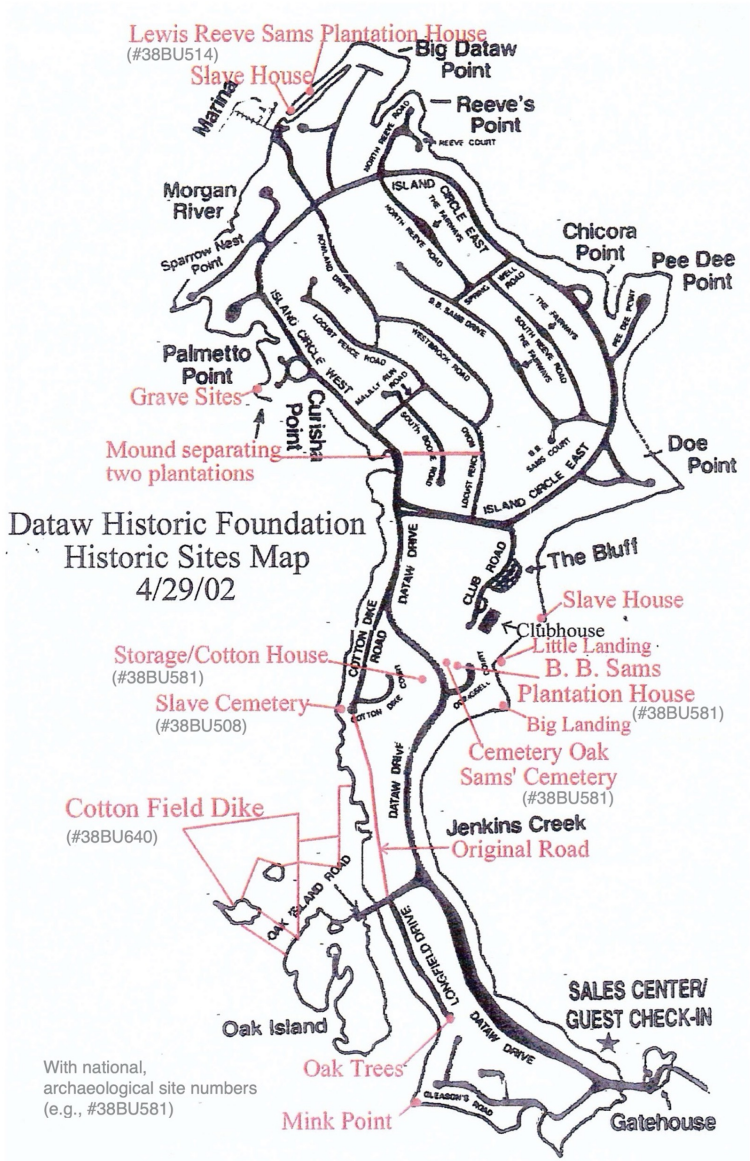 Lewis Reeve Sams Plantation House
(#38BU514)
Slave House
Big Dataw
Point
Marina
Reeve's
Point
NORTH REEVE ROAD
REEVE COURT
Morgan
River
ISLAND CIRCLE EAST
THE FAIRWAYS
NORTH REEVE ROAD
Chicora
Point
Pee Dee
Point
Sparrow Nest
Point
ROWLAND DRIVE
SPRING WELL
ROAD
B.B. SAMS DRIVE
THE FAIRWAYS
PEE DEE POINT
SOUTH REEVE ROAD
THE FAIRWAYS
ISLAND CIRCLE WEST
LOCUST FENCE ROAD
WESTBROOK ROAD
Palmetto
Point
ROAD
Grave Sites
Curisha
Point
B.B.
SAMS COURT
Mound separating
two plantations
LOCUST FENCE ROAD
Doe
Point
ISLAND CIRCLE EAST
Dataw Historic Foundation
Historic Sites Map
4/29/02
DATAW DRIVE
CLUB ROAD
The Bluff
Slave House
Clubhouse
COTTON DIKE
ROAD
Little Landing
Storage/Cotton House
(#38BU581)
B. B. Sams
Plantation House
(#38BU581)
Slave Cemetery
(#38BU508)
COTTON DIKE COURT
Big Landing
Cemetery Oak
Sams' Cemetery
(#38BU581)
DATAW DRIVE
Cotton Field Dike
(#38BU640)
Jenkins Creek
Original Road
OAK ISLAND ROAD
LONGFIELD DRIVE
Oak Island
DATAW DRIVE
SALES CENTER/
GUEST CHECK-IN
With national,
archaeological site numbers
(e.g., #38BU581)
Oak Trees
Mink Point
GLEASON'S ROAD
Gatehouse